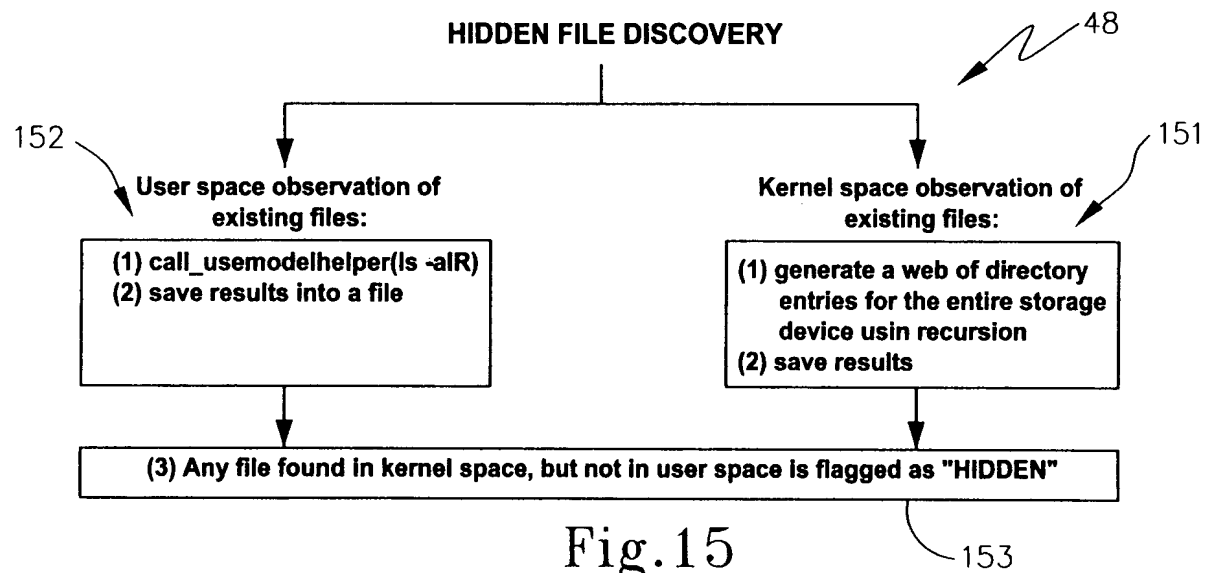 HIDDEN FILE DISCOVERY
48
152
151
User space observation of
existing files:
(1) call_usemodelhelper(ls -alR)
(2) save results into a file
Kernel space observation of
existing files:
(1) generate a web of directory
entries for the entire storage
device usin recursion
(2) save results
(3) Any file found in kernel space, but not in user space is flagged as "HIDDEN"
153
Fig.15